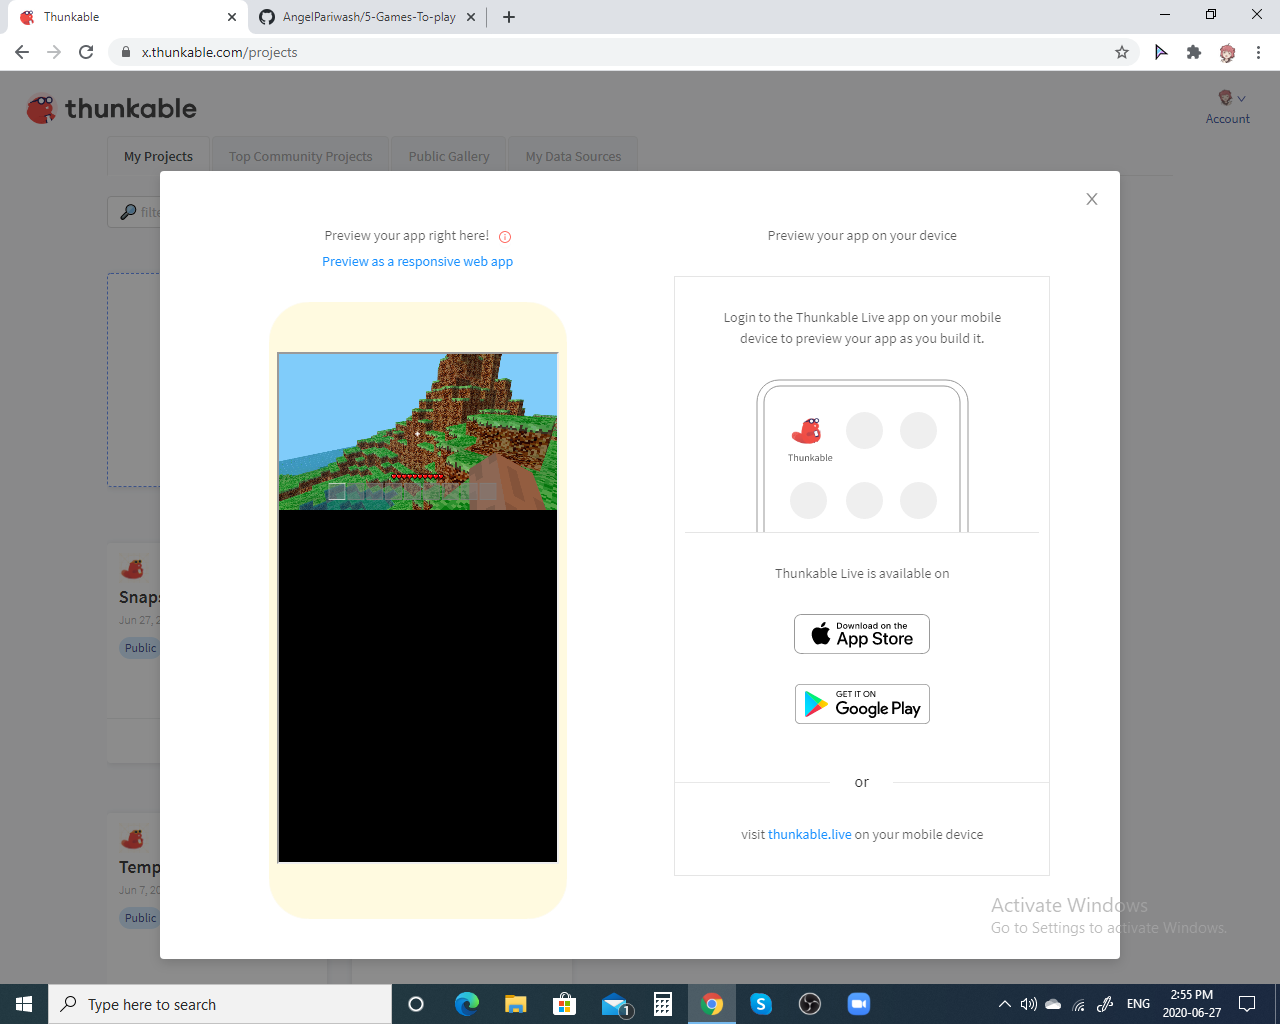 Thunkable
AngelPariwash/5-Games-To-play
x.thunkable.com/projects
thunkable
Account
My Projects
Top Community Projects
Public Gallery
My Data Sources
filte
X
Preview your app right here!
Preview as a responsive web app
Preview your app on your device
Login to the Thunkable Live app on your mobile
device to preview your app as you build it.
Thunkable
Thunkable Live is available on
Download on the
App Store
GET IT ON
Google Play
or
visit thunkable.live on your mobile device
Snap
Jun 27, 2
Public
Temp
Jun 7, 20
Public
Activate Windows
Go to Settings to activate Windows.
Type here to search
1
ENG
2:55 PM
2020-06-27